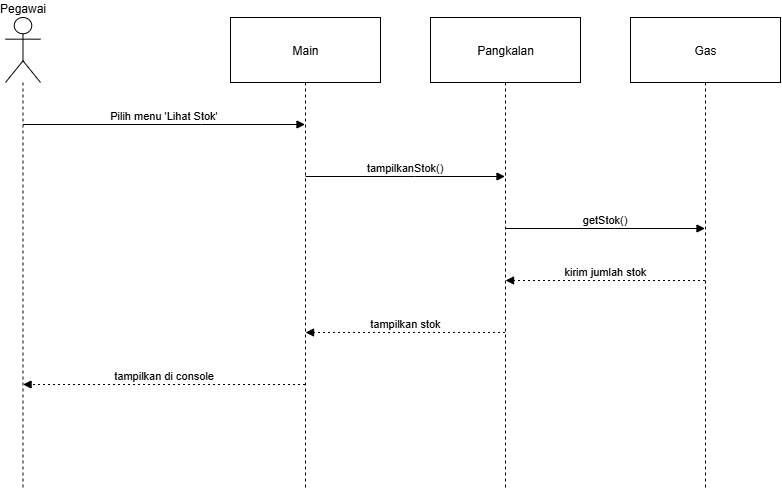 Pegawai
Main
Pangkalan
Gas
Pilih menu 'Lihat Stok'
tampilkanStok()
getStok()
kirim jumlah stok
tampilkan stok
tampilkan di console